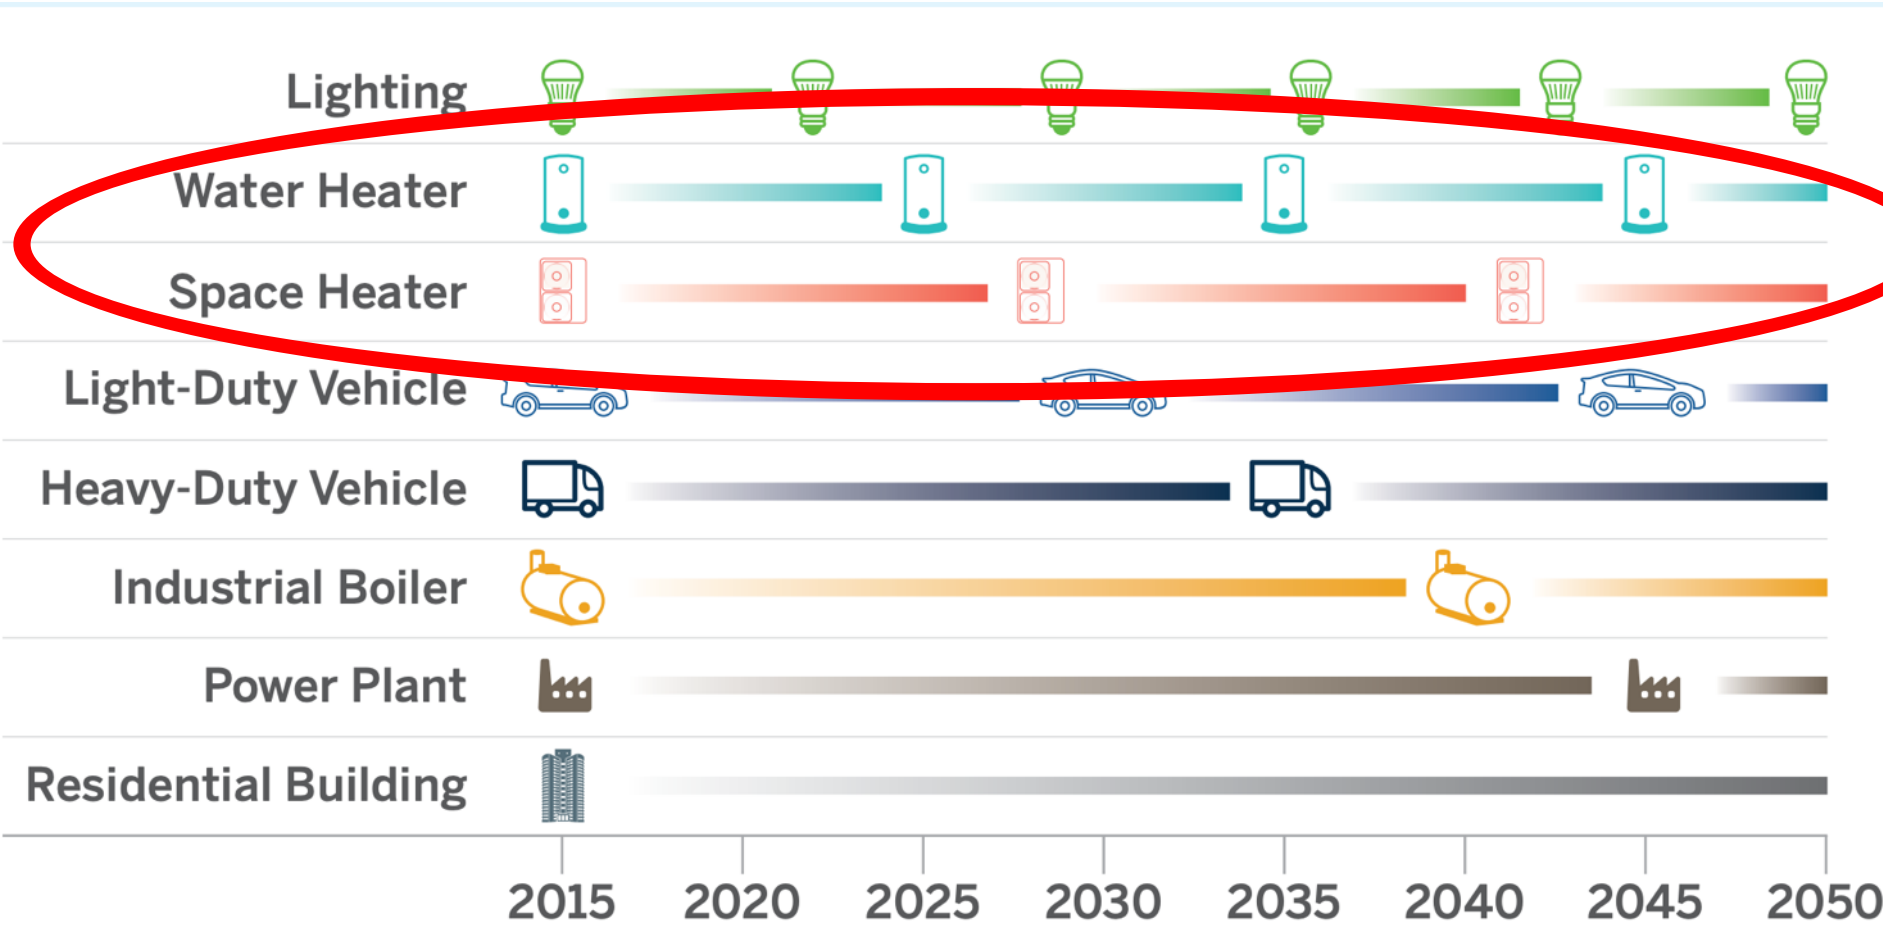 Lighting
Water Heater
Space Heater
Light-Duty Vehicle
Heavy-Duty Vehicle
Industrial Boiler
Power Plant
Residential Building
2015 2020 2025 2030 2035 2040 2045 2050